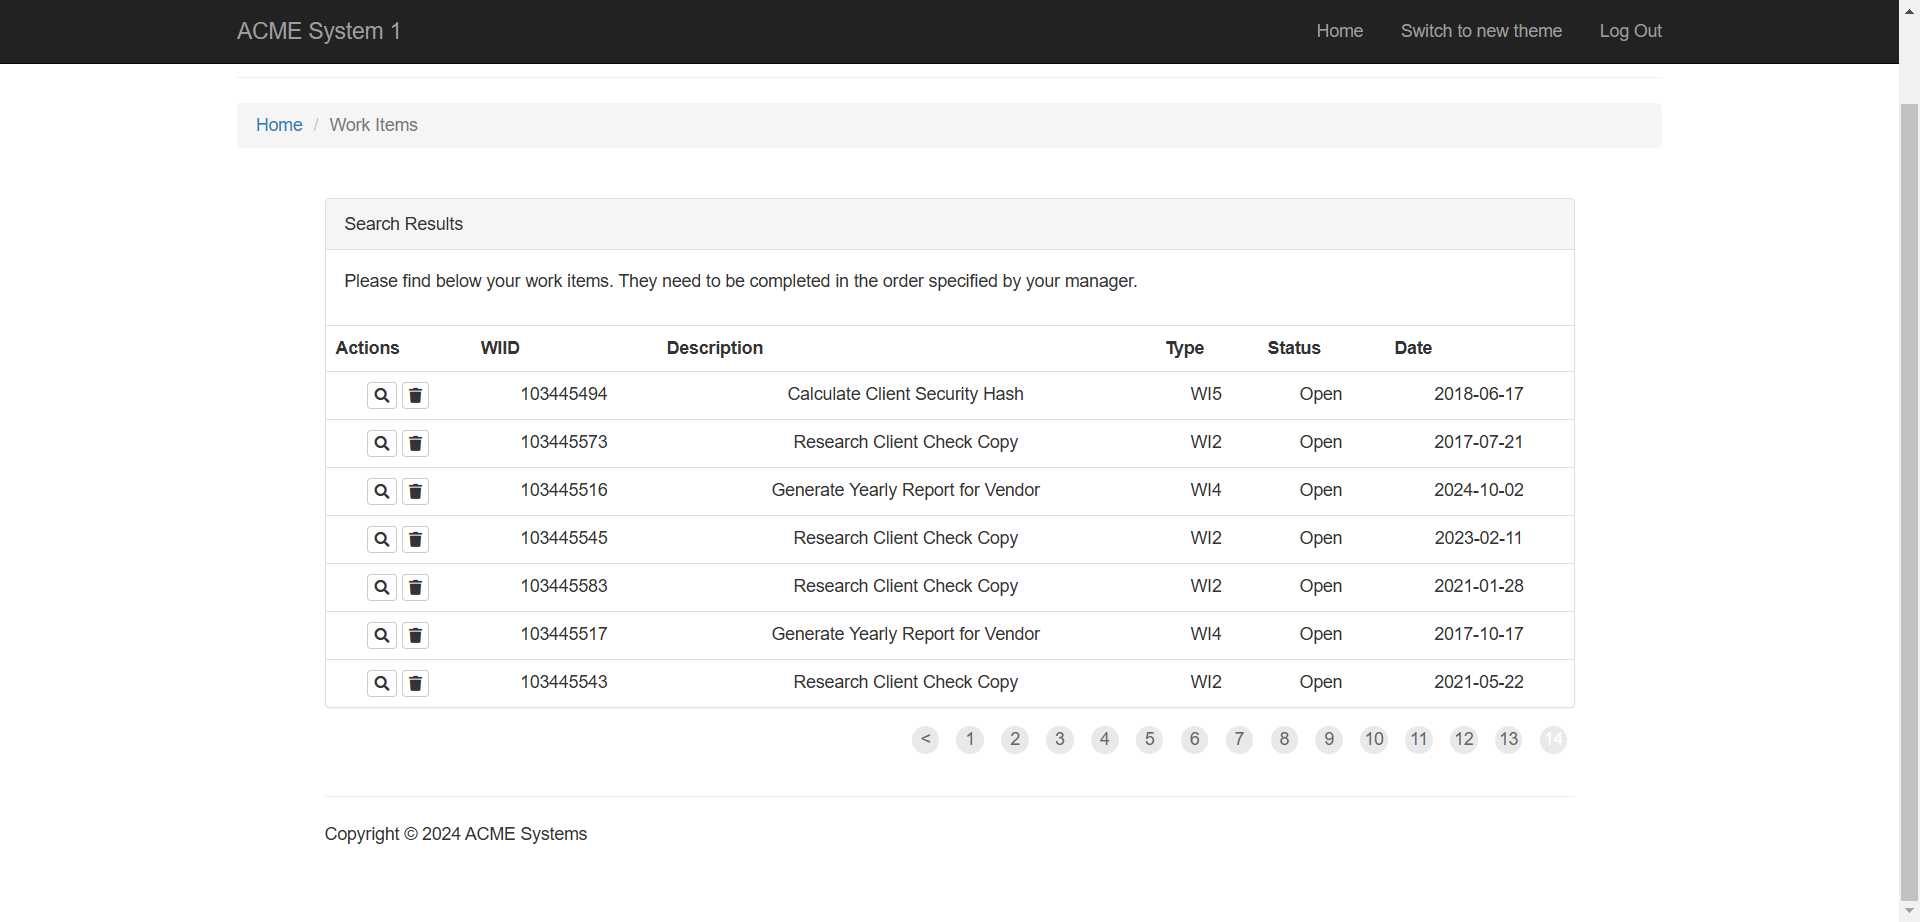 ACME System 1 Home Switch to new theme Log Out
Home / Work Items
Search Results
Please find below your work items. They need to be completed in the order specified by your manager.
Actions WIID Description Type Status Date
103445494 Calculate Client Security Hash WI5 Open 2018-06-17
103445573 Research Client Check Copy WI2 Open 2017-07-21
103445516 Generate Yearly Report for Vendor WI4 Open 2024-10-02
103445545 Research Client Check Copy WI2 Open 2023-02-11
103445583 Research Client Check Copy WI2 Open 2021-01-28
103445517 Generate Yearly Report for Vendor WI4 Open 2017-10-17
103445543 Research Client Check Copy WI2 Open 2021-05-22
< 1 2 3 4 5 6 7 8 9 10 11 12 13 14
Copyright © 2024 ACME Systems